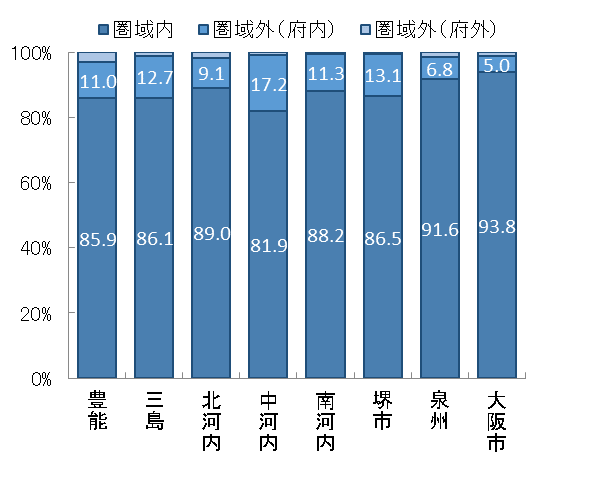 圏域内 圏域外(府内) 圏域外(府外)
100%
80%
60%
40%
20%
0%
11.0 12.7 9.1 17.2 11.3 13.1 6.8 5.0
85.9 86.1 89.0 81.9 88.2 86.5 91.6 93.8
豊能 三島 北河内 中河内 南河内 堺市 泉州 大阪市